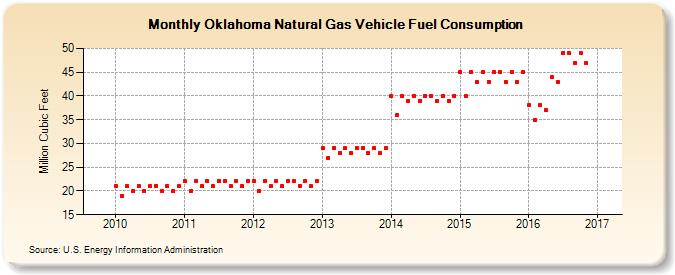 Monthly Oklahoma Natural Gas Vehicle Fuel Consumption
Million Cubic Feet
50
45
40
35
30
25
20
15
2010 2011 2012 2013 2014 2015 2016 2017
Source: U.S. Energy Information Administration